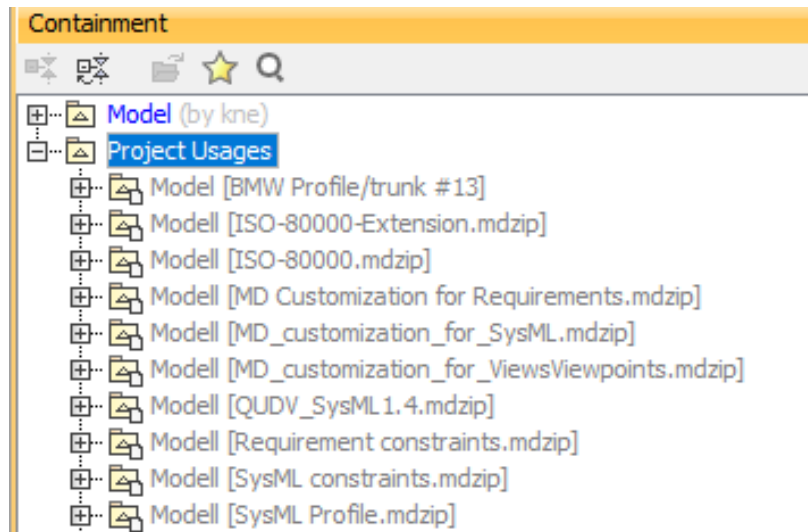 Containment
Model (by kne)
Project Usages
Model [BMW Profile/trunk #13]
Modell [ISO-80000-Extension.mdzip]
Modell [ISO-80000.mdzip]
Modell [MD Customization for Requirements.mdzip]
Modell [MD_customization_for_SysML.mdzip]
Modell [MD_customization_for_ViewsViewpoints.mdzip]
Modell [QUDV_SysML1.4.mdzip]
Modell [Requirement constraints.mdzip]
Modell [SysML constraints.mdzip]
Modell [SysML Profile.mdzip]